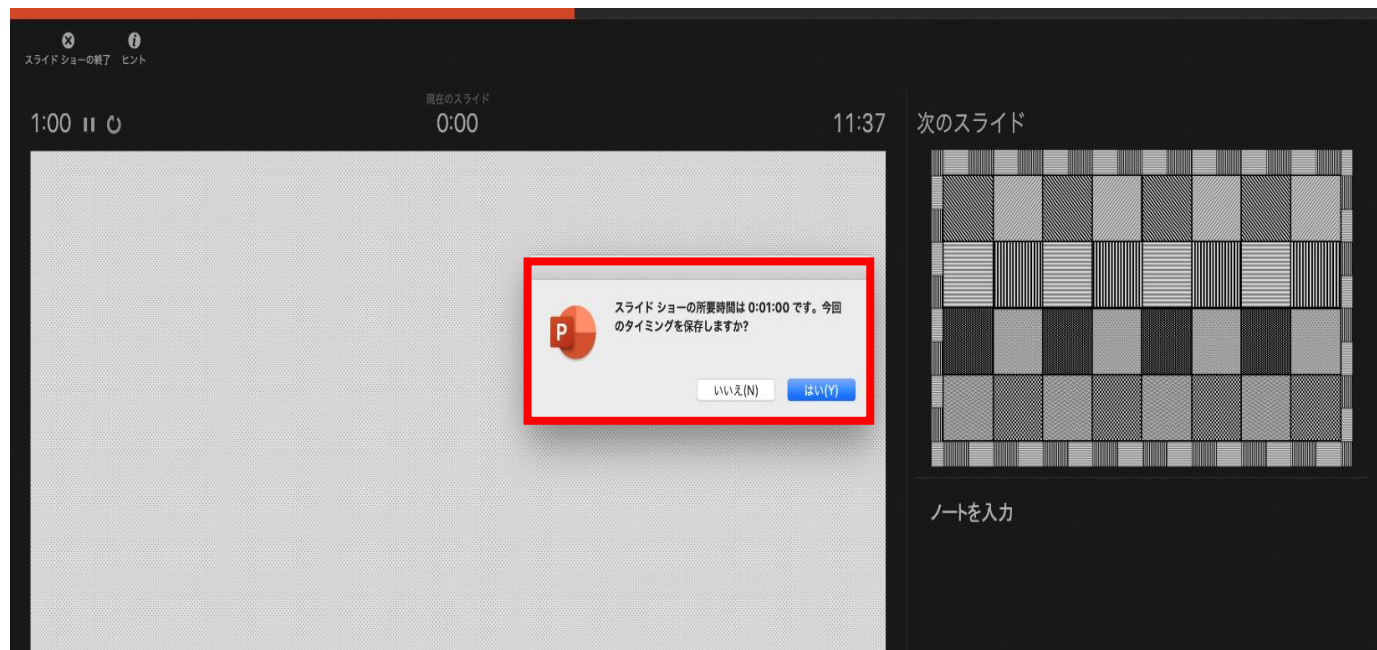 スライド ショーの終了 ヒント
現在のスライド
1:00 0:00 11:37 次のスライド
スライド ショーの所要時間は 0:01:00 です。今回
のタイミングを保存しますか?
P
いいえ(N) はい(Y)
ノートを入力